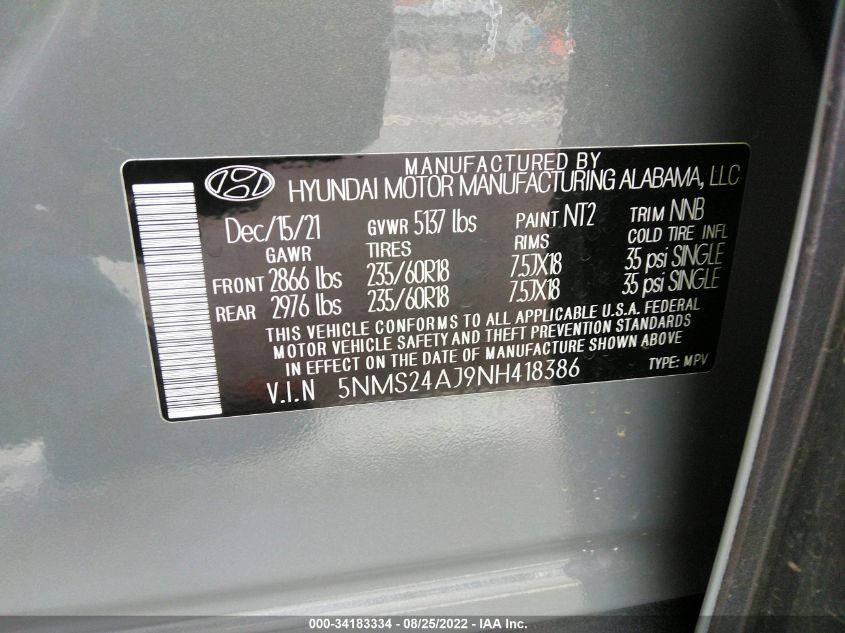 MANUFACTURED BY
HYUNDAI MOTOR MANUFACTURING ALABAMA, LLC
Dec/15/21 GVWR 5137 lbs PAINT NT2 TRIM NNB
GAWR TIRES RIMS COLD TIRE INFL
FRONT 2866 lbs 235/60R18 7.5JX18 35 psi SINGLE
REAR 2976 lbs 235/60R18 7.5JX18 35 psi SINGLE
THIS VEHICLE CONFORMS TO ALL APPLICABLE U.S.A. FEDERAL
MOTOR VEHICLE SAFETY AND THEFT PREVENTION STANDARDS
IN EFFECT ON THE DATE OF MANUFACTURE SHOWN ABOVE
V.I.N 5NMS24AJ9NH418386 TYPE: MPV
000-34183334 - 08/25/2022 - IAA Inc.